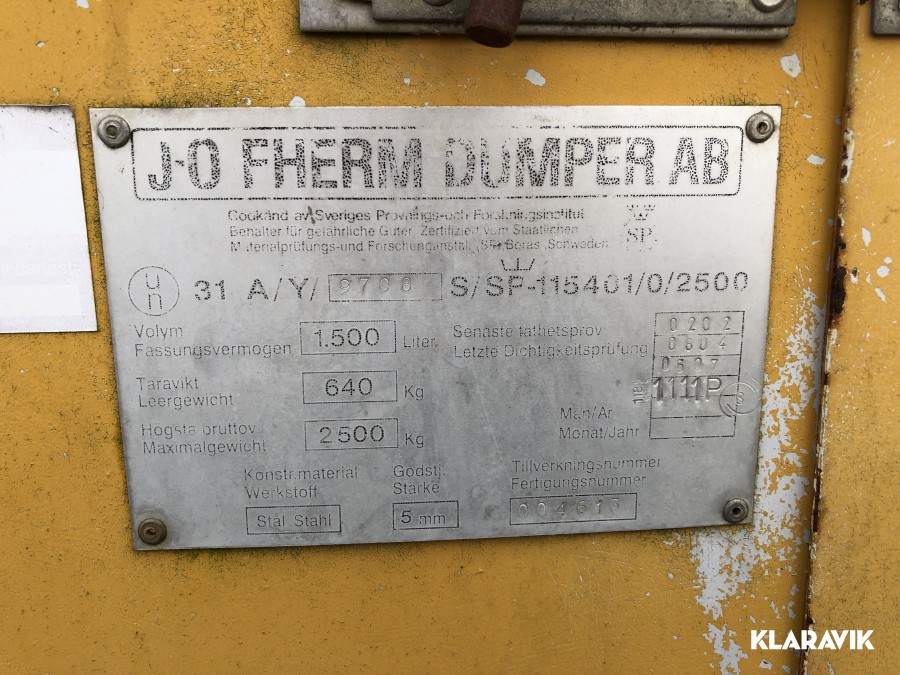 J-O FHERM DUMPER AB
Godkänd av Sveriges Provnings-och Forskningsinstitut
Behälter für gefährliche Güter. Zertifiziert vom Staatlichen
Materialprüfungs-und Forschenganstalt. (SP) Borås. Schweden
SP
un 31 A/Y/ 9706 S/SP-115401/0/2500
Volym
Fassungsvermögen 1.500 Liter.
Taravikt
Leergewicht 640 Kg
Högsta bruttov
Maximalgewicht 2500 Kg
Senaste täthetsprov
Letzte Dichtigkeitsprüfung
0202
0604
0507
1111P
Mån/År
Monat/Jahr
Konstr.material
Werkstoff
Stål Stahl
Godstj.
Stärke
5 mm
Tillverkningsnummer
Fertigungsnummer
KLARAVIK